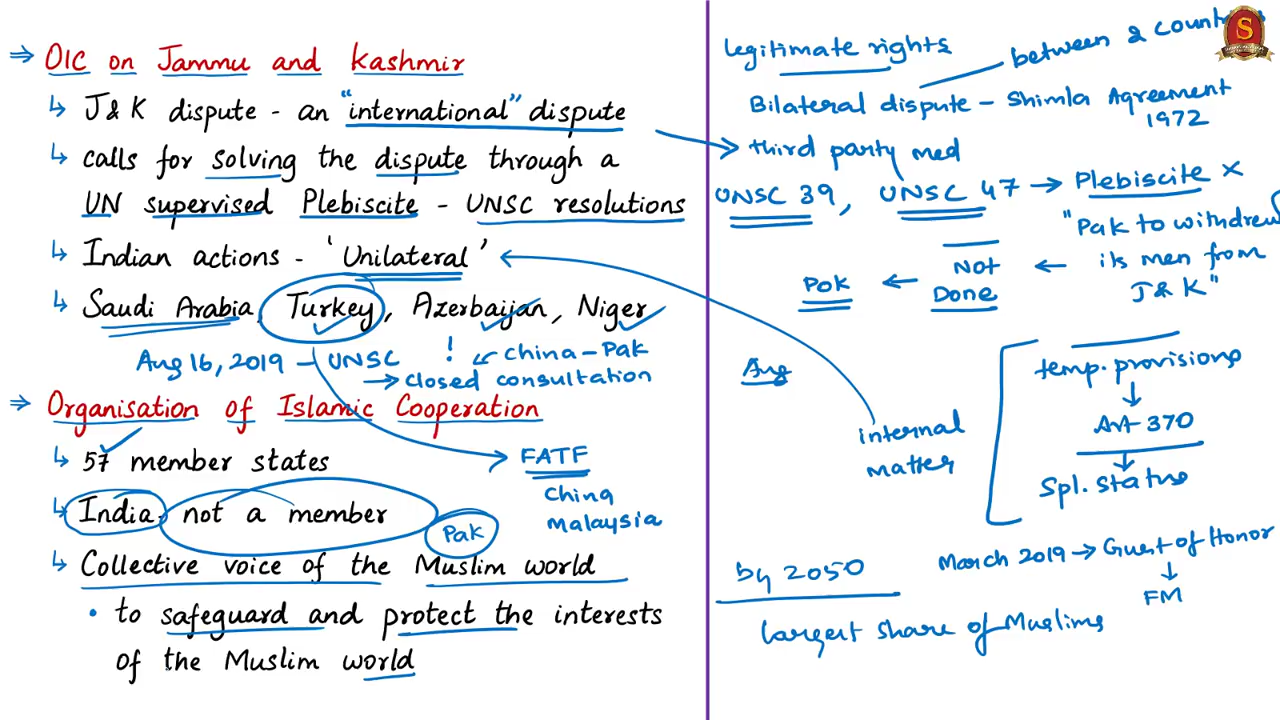 ⇒ OIC on Jammu and Kashmir
↳ J&K dispute - an "international" dispute
↳ calls for solving the dispute through a
UN supervised Plebiscite - UNSC resolutions
↳ Indian actions - 'Unilateral'
↳ Saudi Arabia, Turkey, Azerbaijan, Niger
Aug 16, 2019 - UNSC ! ↙ China-Pak
→ closed consultation
⇒ Organisation of Islamic Cooperation
↳ 57 member states
↳ India not a member
Pak
↳ Collective voice of the Muslim world
• to safeguard and protect the interests
of the Muslim world
FATF
China
malaysia
legitimate rights
between 2
Bilateral dispute - Shimla Agreement
1972
→ third party med
UNSC 39, UNSC 47 → Plebiscite ×
"Pak to withdrew
its men from
J&K"
← Not
Done
← POK
Aug
internal
matter
temp. provisions
↓
Art 370
↓
Spl. status
March 2019 → Guest of Honor
↓
FM
by 2050
largest share of Muslims
S